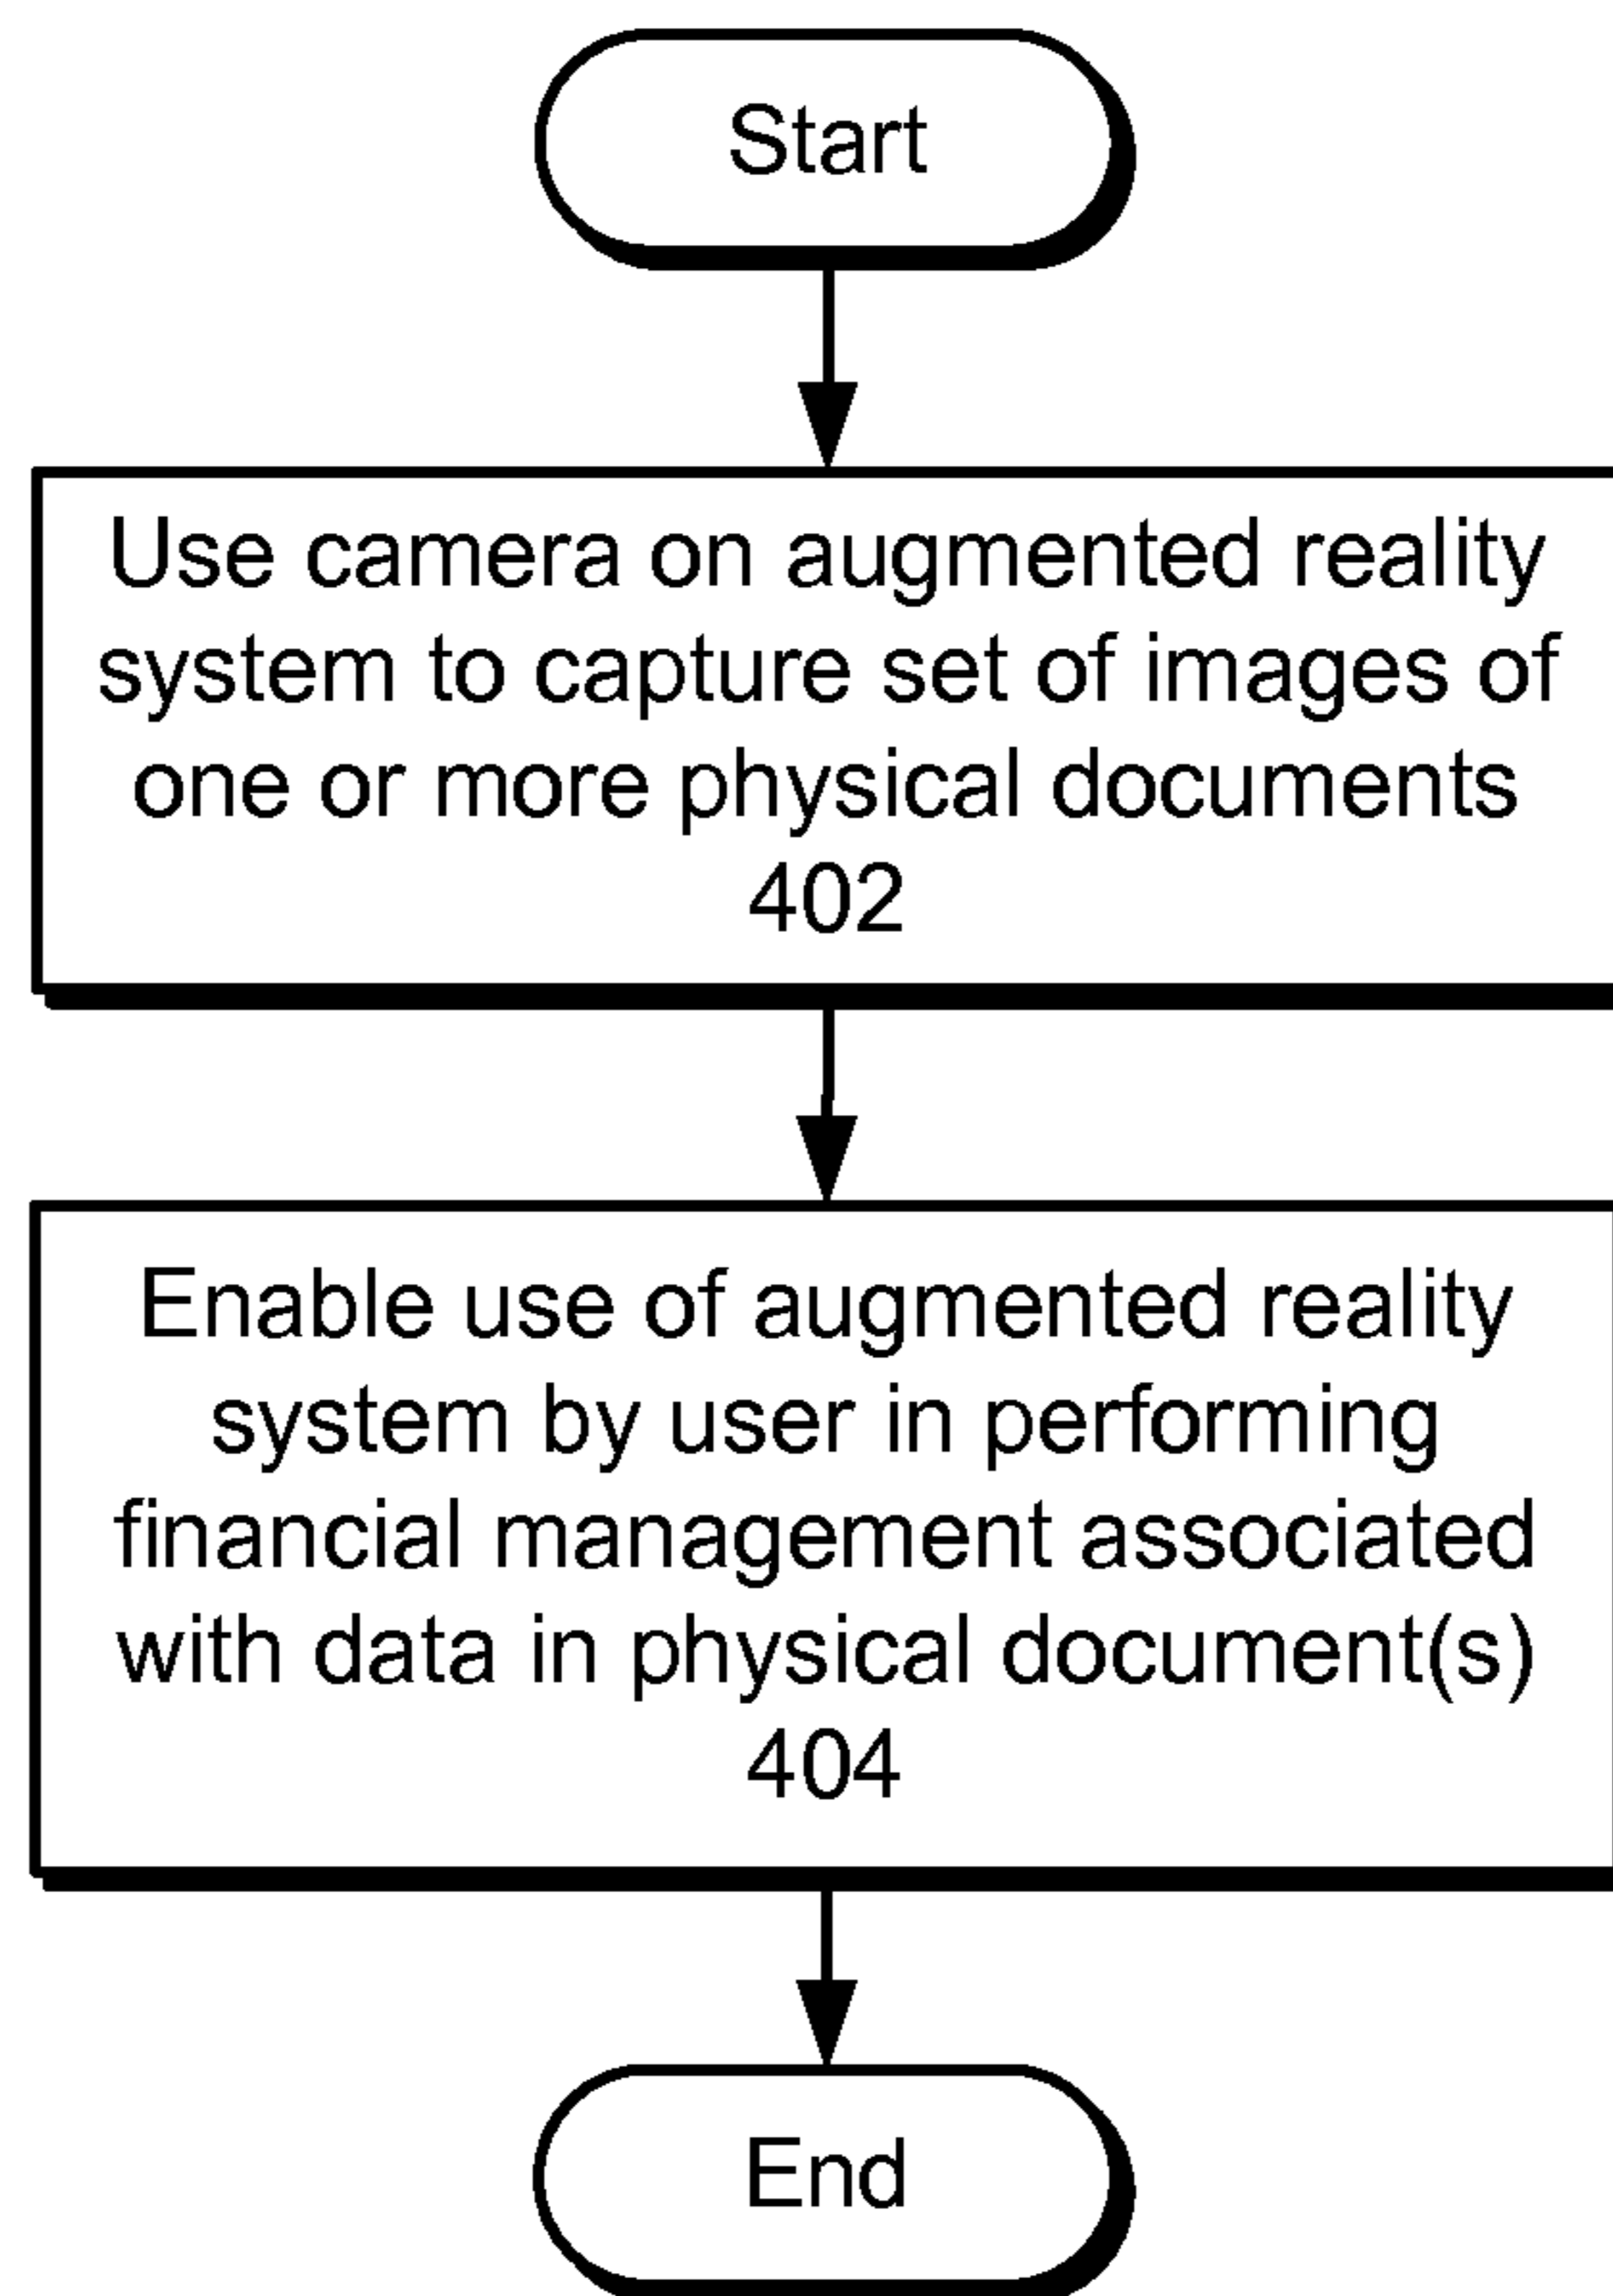 Start
Use camera on augmented reality
system to capture set of images of
one or more physical documents
402
Enable use of augmented reality
system by user in performing
financial management associated
with data in physical document(s)
404
End